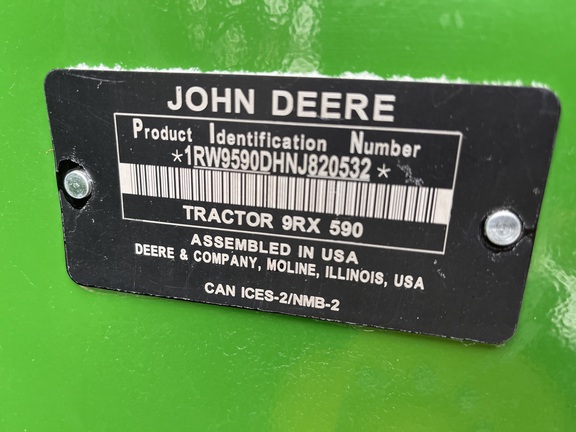 JOHN DEERE
Product Identification Number
*1RW9590DHNJ820532*
TRACTOR 9RX 590
ASSEMBLED IN USA
DEERE & COMPANY, MOLINE, ILLINOIS, USA
CAN ICES-2/NMB-2